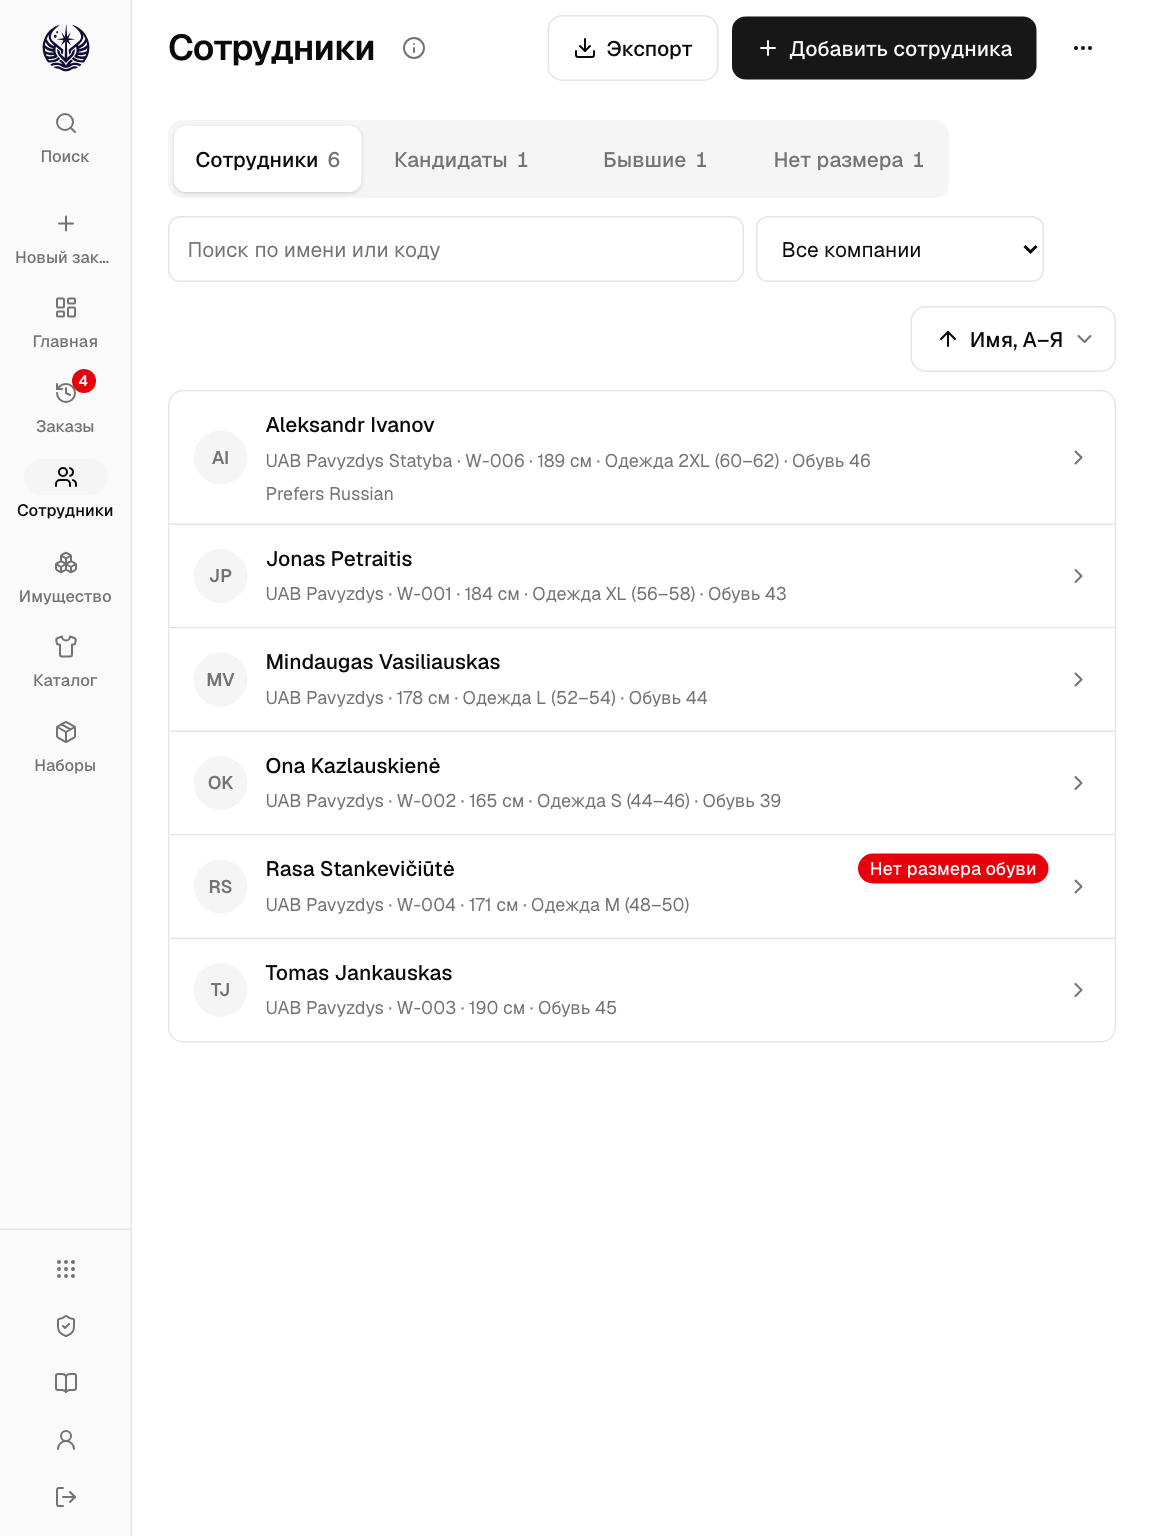 Сотрудники
Экспорт
Добавить сотрудника
Поиск
Новый зак...
Главная
4
Заказы
Сотрудники
Имущество
Каталог
Наборы
Сотрудники 6
Кандидаты 1
Бывшие 1
Нет размера 1
Поиск по имени или коду
Все компании
Имя, А–Я
AI
Aleksandr Ivanov
UAB Pavyzdys Statyba · W-006 · 189 см · Одежда 2XL (60–62) · Обувь 46
Prefers Russian
JP
Jonas Petraitis
UAB Pavyzdys · W-001 · 184 см · Одежда XL (56–58) · Обувь 43
MV
Mindaugas Vasiliauskas
UAB Pavyzdys · 178 см · Одежда L (52–54) · Обувь 44
OK
Ona Kazlauskienė
UAB Pavyzdys · W-002 · 165 см · Одежда S (44–46) · Обувь 39
RS
Rasa Stankevičiūtė
Нет размера обуви
UAB Pavyzdys · W-004 · 171 см · Одежда M (48–50)
TJ
Tomas Jankauskas
UAB Pavyzdys · W-003 · 190 см · Обувь 45